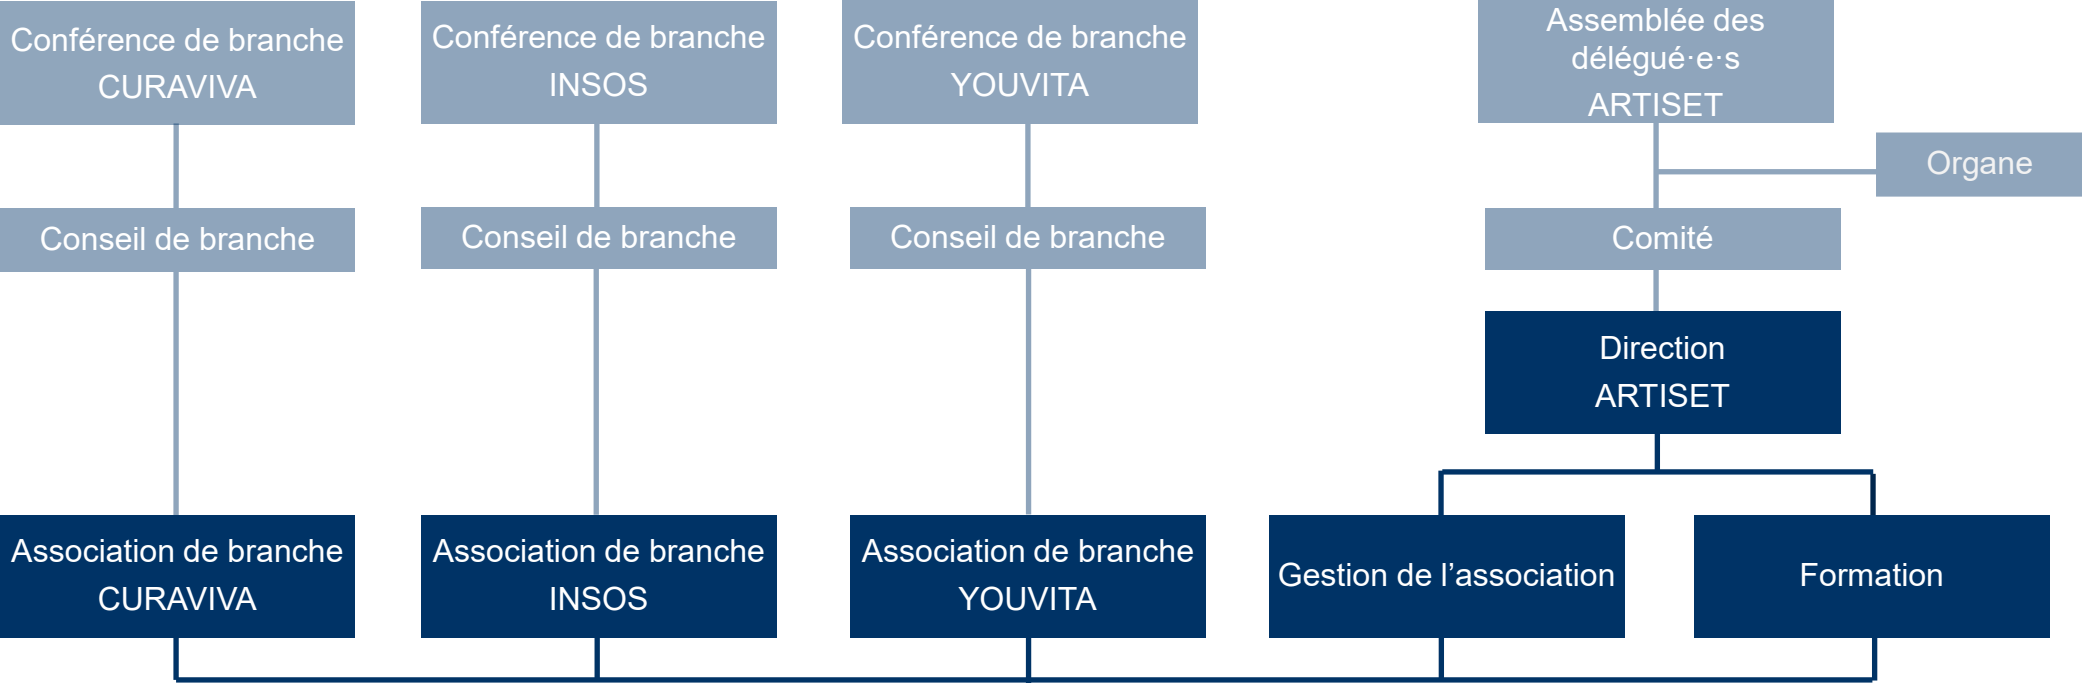 Conférence de branche
CURAVIVA
Conférence de branche
INSOS
Conférence de branche
YOUVITA
Assemblée des
délégué·e·s
ARTISET
Organe
Conseil de branche
Conseil de branche
Conseil de branche
Comité
Direction
ARTISET
Association de branche
CURAVIVA
Association de branche
INSOS
Association de branche
YOUVITA
Gestion de l’association
Formation